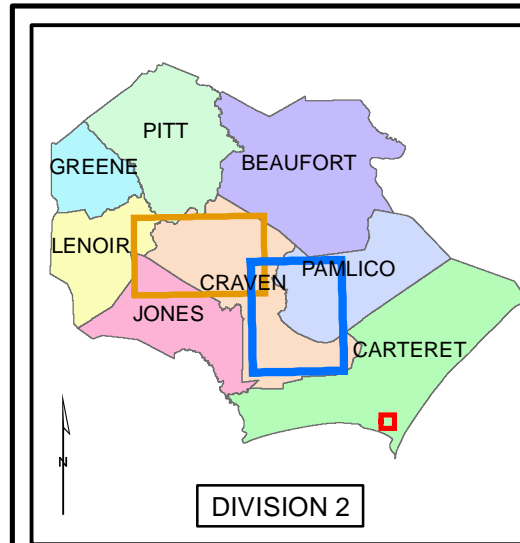 PITT
GREENE
BEAUFORT
LENOIR
PAMLICO
CRAVEN
JONES
CARTERET
N
DIVISION 2